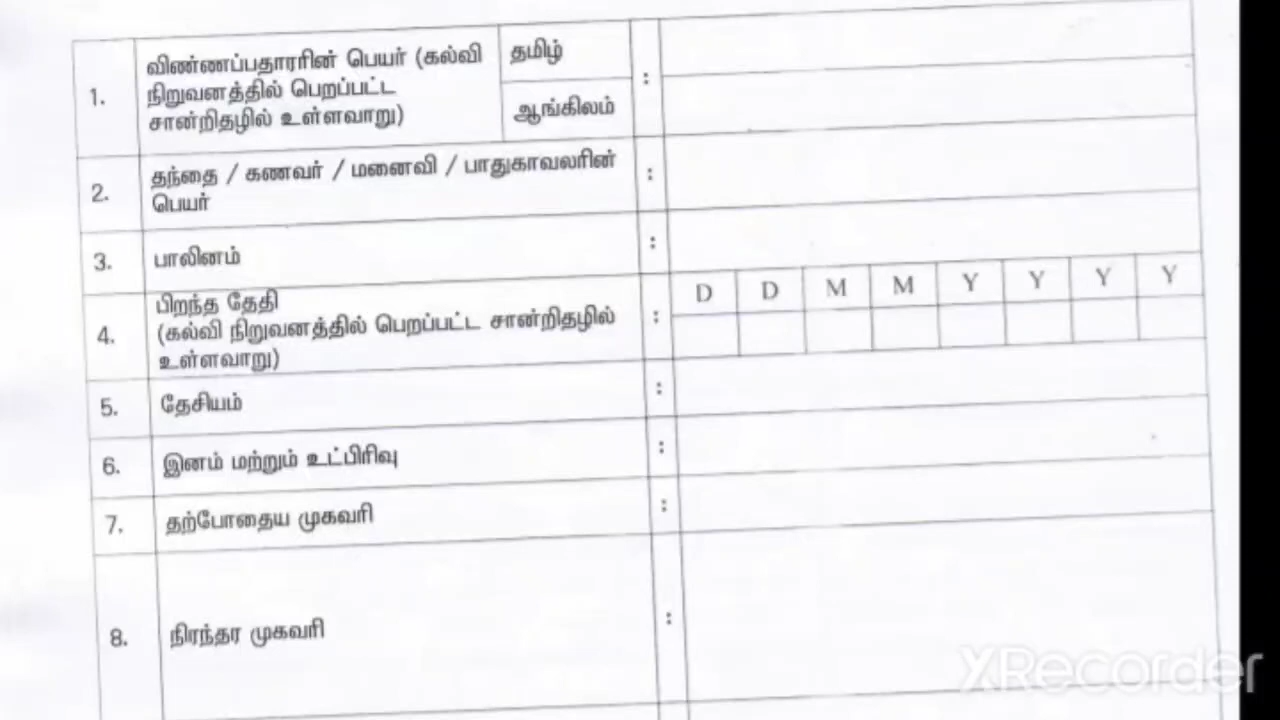 1. விண்ணப்பதாரரின் பெயர் (கல்வி நிறுவனத்தில் பெறப்பட்ட சான்றிதழில் உள்ளவாறு) தமிழ் :
ஆங்கிலம்
2. தந்தை / கணவர் / மனைவி / பாதுகாவலரின்
பெயர் :
3. பாலினம் :
4. பிறந்த தேதி
(கல்வி நிறுவனத்தில் பெறப்பட்ட சான்றிதழில்
உள்ளவாறு) :
D D M M Y Y Y Y
5. தேசியம் :
6. இனம் மற்றும் உட்பிரிவு :
7. தற்போதைய முகவரி :
8. நிரந்தர முகவரி :
XRecorder